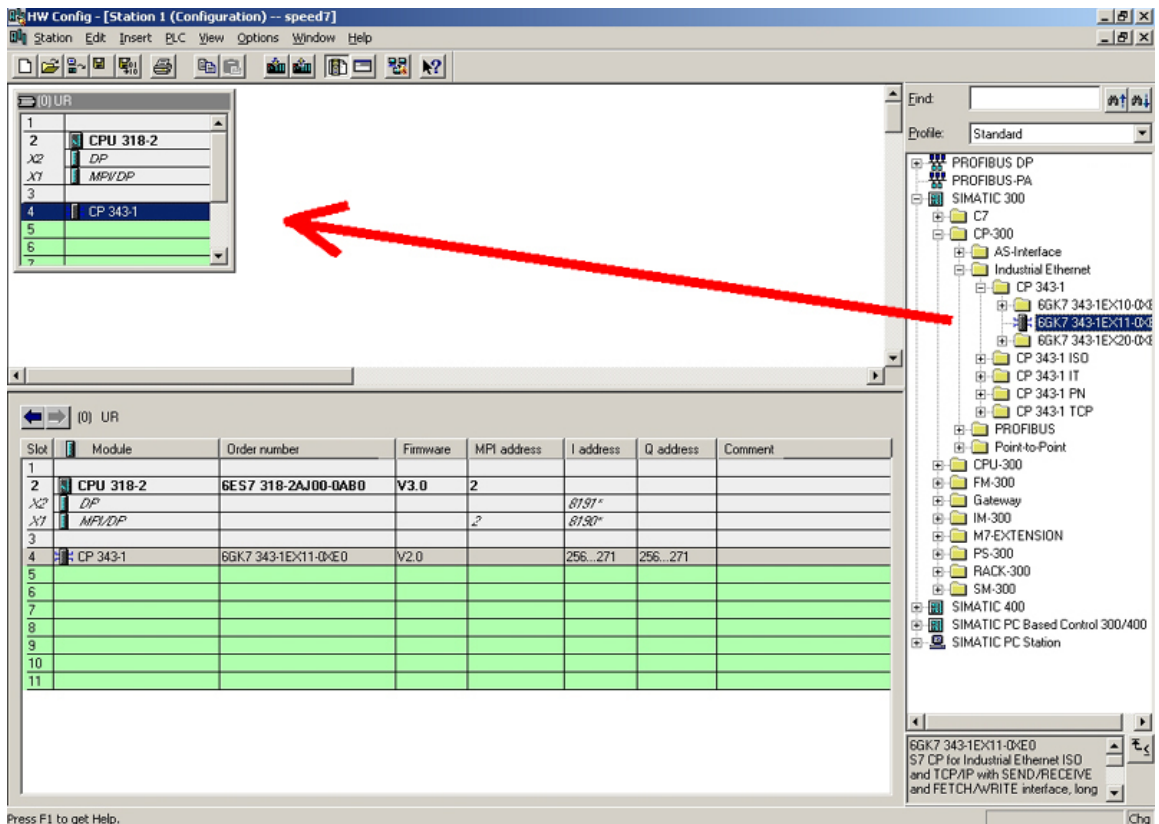 HW Config - [Station 1 (Configuration) -- speed7]
Station Edit Insert PLC View Options Window Help
(0) UR
1
2 CPU 318-2
X2 DP
X1 MPI/DP
3
4 CP 343-1
5
6
7
Find:
Profile: Standard
PROFIBUS DP
PROFIBUS-PA
SIMATIC 300
C7
CP-300
AS-Interface
Industrial Ethernet
CP 343-1
6GK7 343-1EX10-0XE
6GK7 343-1EX11-0XE
6GK7 343-1EX20-0XE
CP 343-1 ISO
CP 343-1 IT
CP 343-1 PN
CP 343-1 TCP
PROFIBUS
Point-to-Point
CPU-300
FM-300
Gateway
IM-300
M7-EXTENSION
PS-300
RACK-300
SM-300
SIMATIC 400
SIMATIC PC Based Control 300/400
SIMATIC PC Station
(0) UR
Slot Module Order number Firmware MPI address I address Q address Comment
1
2 CPU 318-2 6ES7 318-2AJ00-0AB0 V3.0 2
X2 DP 8191*
X1 MPI/DP 2 8190*
3
4 CP 343-1 6GK7 343-1EX11-0XE0 V2.0 256...271 256...271
5
6
7
8
9
10
11
6GK7 343-1EX11-0XE0
S7 CP for Industrial Ethernet ISO
and TCP/IP with SEND/RECEIVE
and FETCH/WRITE interface, long
Press F1 to get Help.
Chg